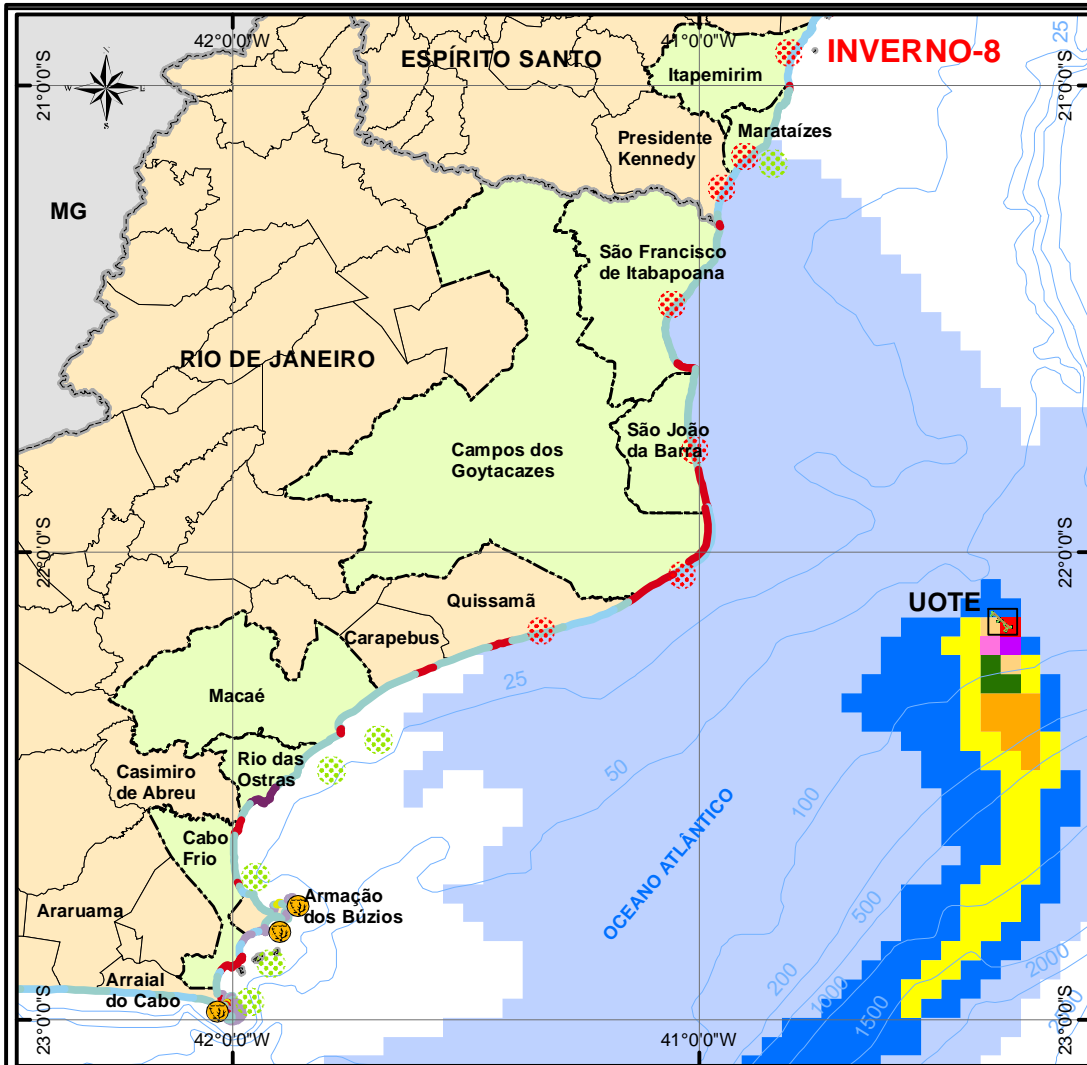 42°0'0"W
41°0'0"W
25
ESPÍRITO SANTO
INVERNO-8
Itapemirim
21°0'0"S
21°0'0"S
W
L
S
Presidente
Kennedy
Marataízes
MG
São Francisco
de Itabapoana
RIO DE JANEIRO
São João
da Barra
Campos dos
Goytacazes
22°0'0"S
22°0'0"S
Quissamã
UOTE
Carapebus
25
Macaé
Rio das
Ostras
50
100
Casimiro
de Abreu
Cabo
Frio
OCEANO ATLÂNTICO
Armação
dos Búzios
500
Araruama
200
1000
1500
2000
Arraial
do Cabo
23°0'0"S
23°0'0"S
42°0'0"W
41°0'0"W